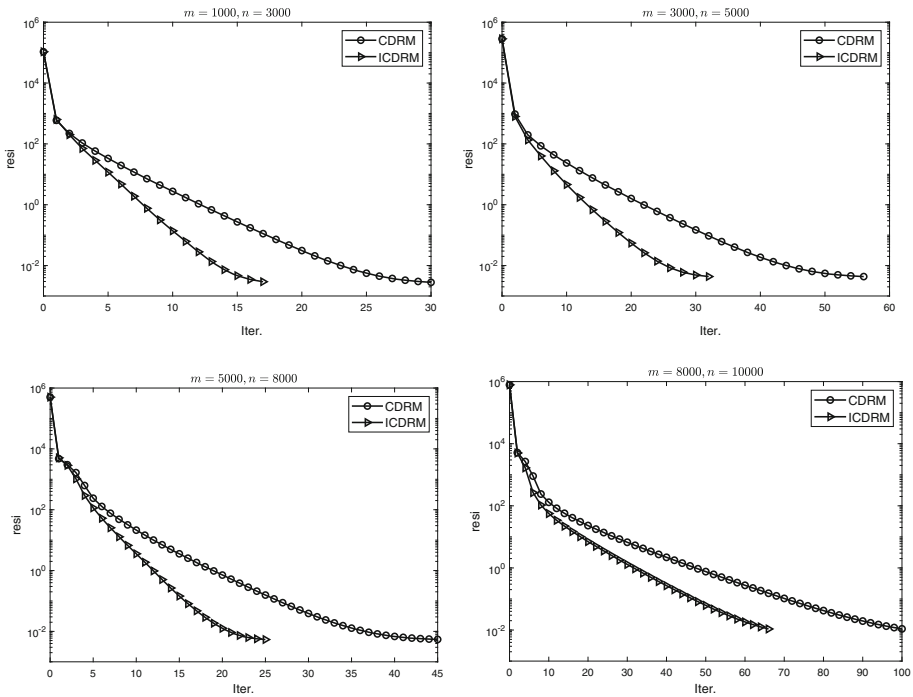 m = 1000, n = 3000
10^6
10^4
10^2
10^0
10^-2
resi
CDRM
ICDRM
0 5 10 15 20 25 30
Iter.
m = 3000, n = 5000
10^6
10^4
10^2
10^0
10^-2
resi
CDRM
ICDRM
0 10 20 30 40 50 60
Iter.
m = 5000, n = 8000
10^6
10^4
10^2
10^0
10^-2
resi
CDRM
ICDRM
0 5 10 15 20 25 30 35 40 45
Iter.
m = 8000, n = 10000
10^6
10^4
10^2
10^0
10^-2
resi
CDRM
ICDRM
0 10 20 30 40 50 60 70 80 90 100
Iter.